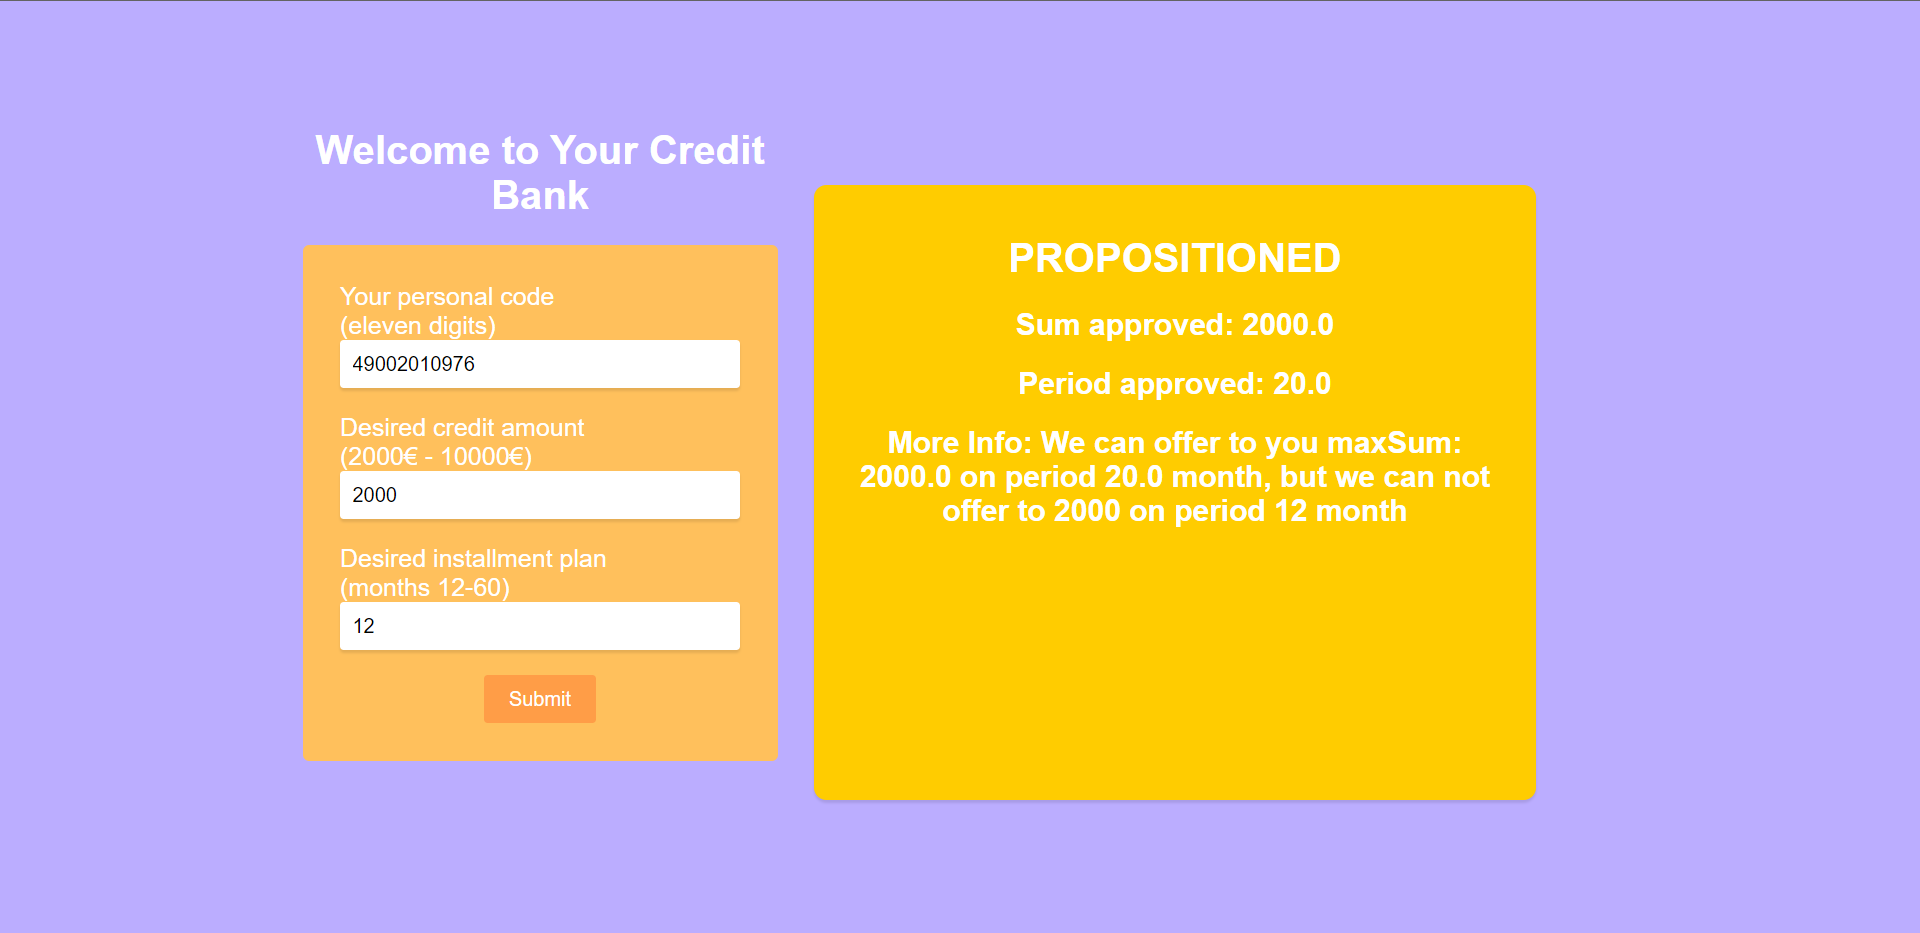 Welcome to Your Credit
Bank
Your personal code
(eleven digits)
49002010976
Desired credit amount
(2000€ - 10000€)
2000
Desired installment plan
(months 12-60)
12
Submit
PROPOSITIONED
Sum approved: 2000.0
Period approved: 20.0
More Info: We can offer to you maxSum:
2000.0 on period 20.0 month, but we can not
offer to 2000 on period 12 month